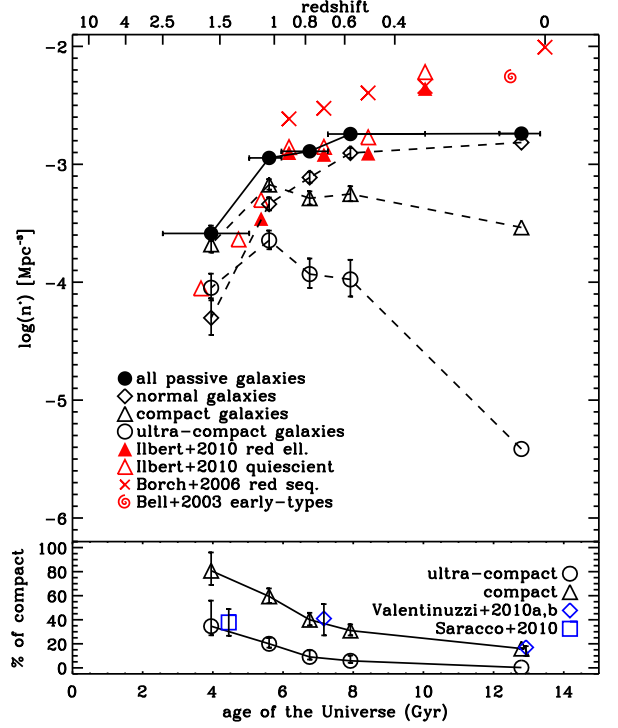 redshift
10 4 2.5 1.5 1 0.8 0.6 0.4 0
-2
-3
-4
-5
-6
log(n*) [Mpc⁻³]
all passive galaxies
normal galaxies
compact galaxies
ultra-compact galaxies
Ilbert+2010 red ell.
Ilbert+2010 quiescient
Borch+2006 red seq.
Bell+2003 early-types
100
80
60
40
20
0
% of compact
ultra-compact
compact
Valentinuzzi+2010a,b
Saracco+2010
0 2 4 6 8 10 12 14
age of the Universe (Gyr)